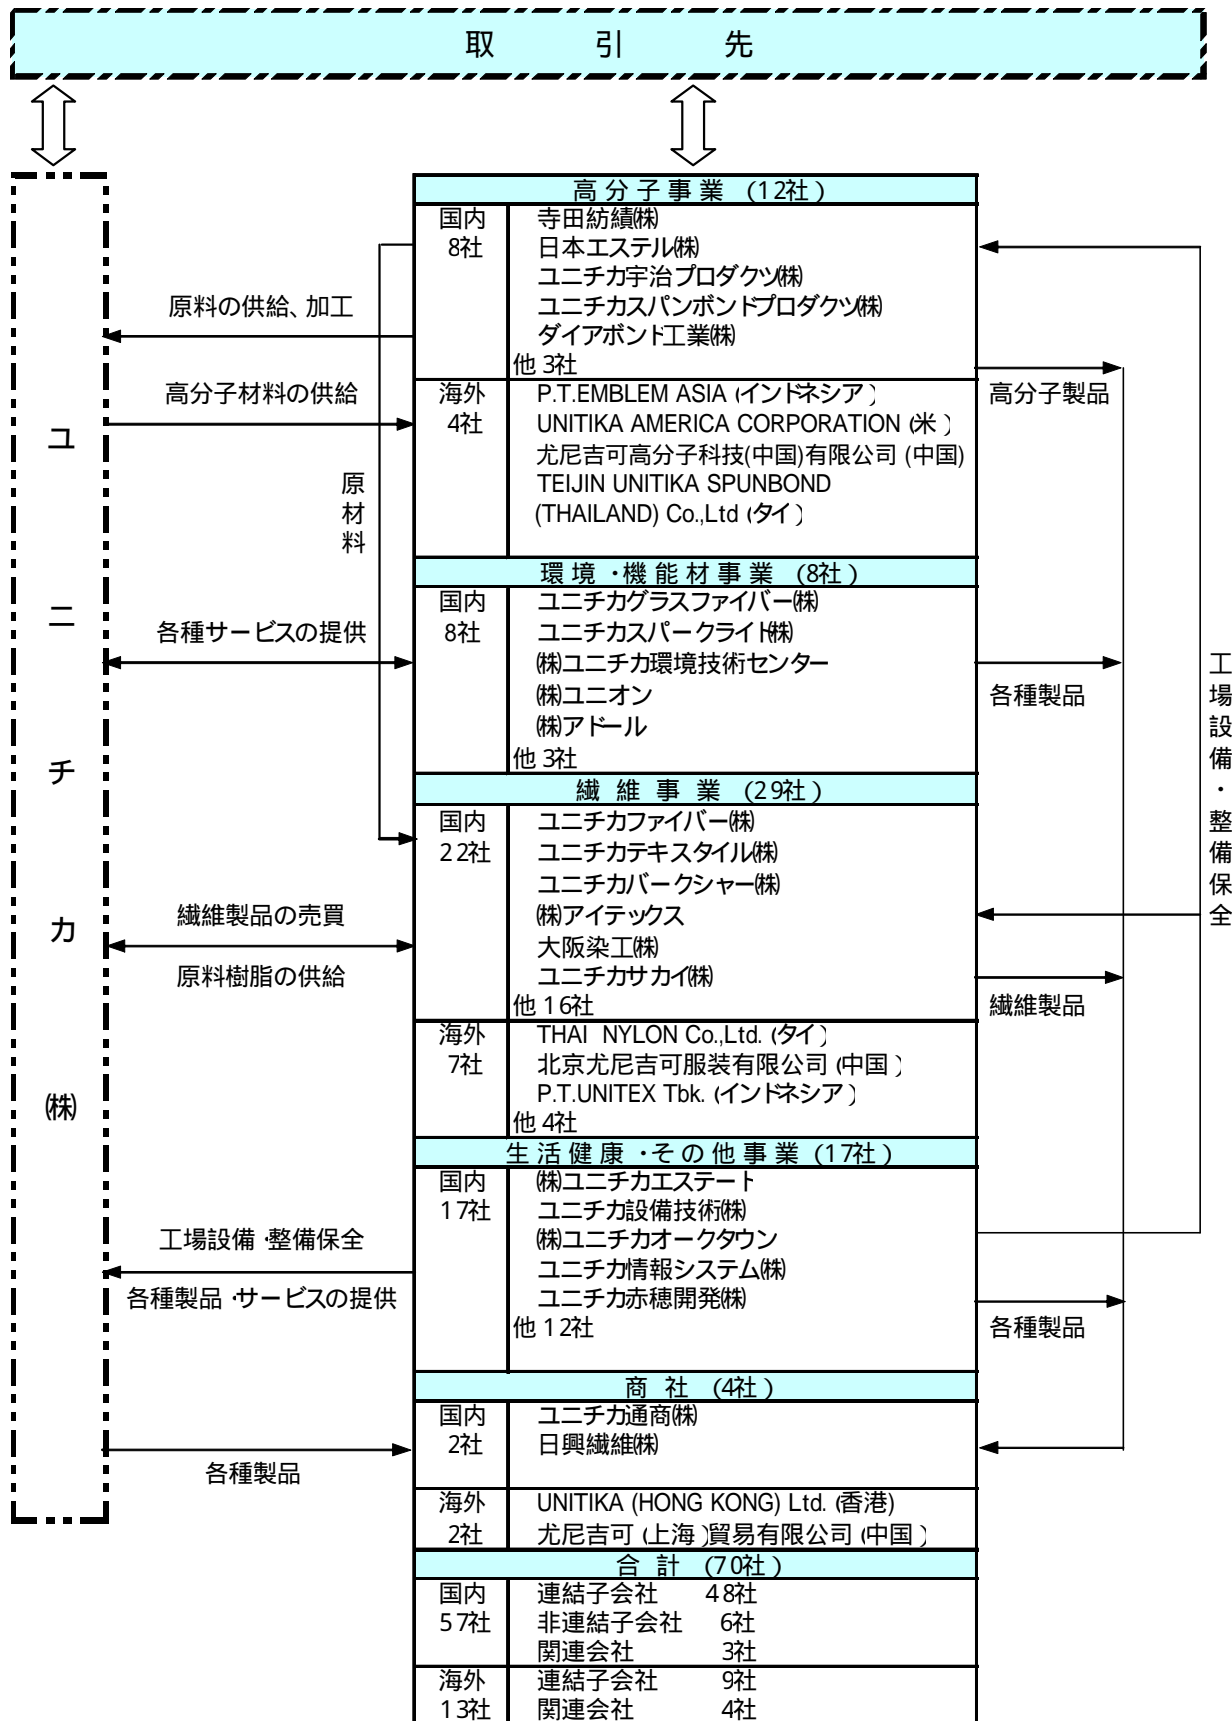 取 引 先
ユニチカ㈱
原料の供給、加工
高分子材料の供給
原材料
各種サービスの提供
繊維製品の売買
原料樹脂の供給
工場設備・整備保全
各種製品・サービスの提供
各種製品
高分子事業 (12社)
国内
8社
寺田紡績㈱
日本エステル㈱
ユニチカ宇治プロダクツ㈱
ユニチカスパンボンドプロダクツ㈱
ダイアボンド工業㈱
他 3社
海外
4社
P.T.EMBLEM ASIA (インドネシア)
UNITIKA AMERICA CORPORATION (米)
尤尼吉可高分子科技(中国)有限公司 (中国)
TEIJIN UNITIKA SPUNBOND
(THAILAND) Co.,Ltd (タイ)
環境・機能材事業 (8社)
国内
8社
ユニチカグラスファイバー㈱
ユニチカスパークライト㈱
㈱ユニチカ環境技術センター
㈱ユニオン
㈱アドール
他 3社
繊維事業 (29社)
国内
22社
ユニチカファイバー㈱
ユニチカテキスタイル㈱
ユニチカバークシャー㈱
㈱アイテックス
大阪染工㈱
ユニチカサカイ㈱
他 16社
海外
7社
THAI NYLON Co.,Ltd. (タイ)
北京尤尼吉可服装有限公司 (中国)
P.T.UNITEX Tbk. (インドネシア)
他 4社
生活健康・その他事業 (17社)
国内
17社
㈱ユニチカエステート
ユニチカ設備技術㈱
㈱ユニチカオークタウン
ユニチカ情報システム㈱
ユニチカ赤穂開発㈱
他 12社
商社 (4社)
国内
2社
ユニチカ通商㈱
日興繊維㈱
海外
2社
UNITIKA (HONG KONG) Ltd. (香港)
尤尼吉可 (上海)貿易有限公司 (中国)
合計 (70社)
国内
57社
連結子会社 48社
非連結子会社 6社
関連会社 3社
海外
13社
連結子会社 9社
関連会社 4社
高分子製品
各種製品
繊維製品
各種製品
工場設備・整備保全